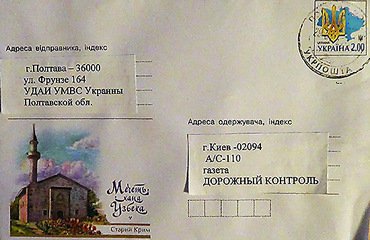 Адреса відправника, індекс
г.Полтава – 36000
ул. Фрунзе 164
УДАИ УМВС Украины
Полтавской обл.
УКРАЇНА 2.00
УКРПОШТА
Адреса одержувача, індекс
г.Киев -02094
А/С-110
газета
ДОРОЖНЫЙ КОНТРОЛЬ
Мечеть
хана
Узбека
Старий Крим